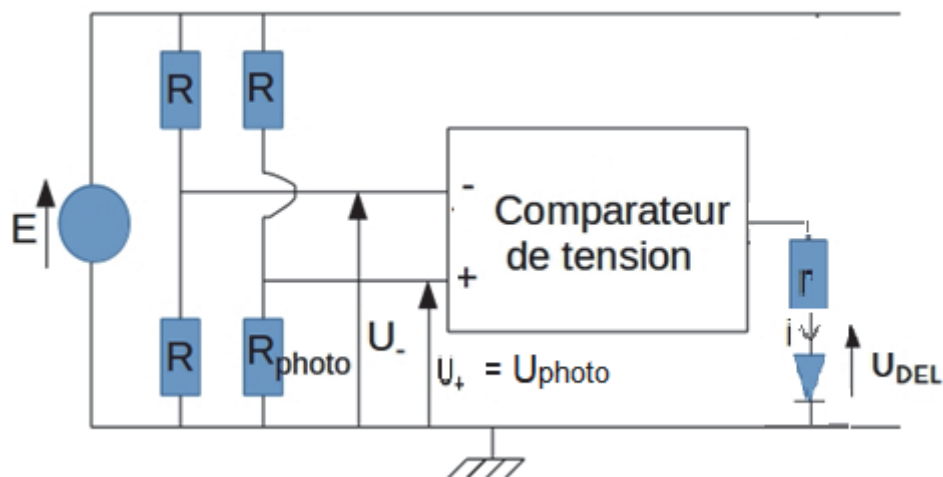 R R
E
-
Comparateur
de tension
+
r
i
R Rphoto U-
U+ = Uphoto
UDEL